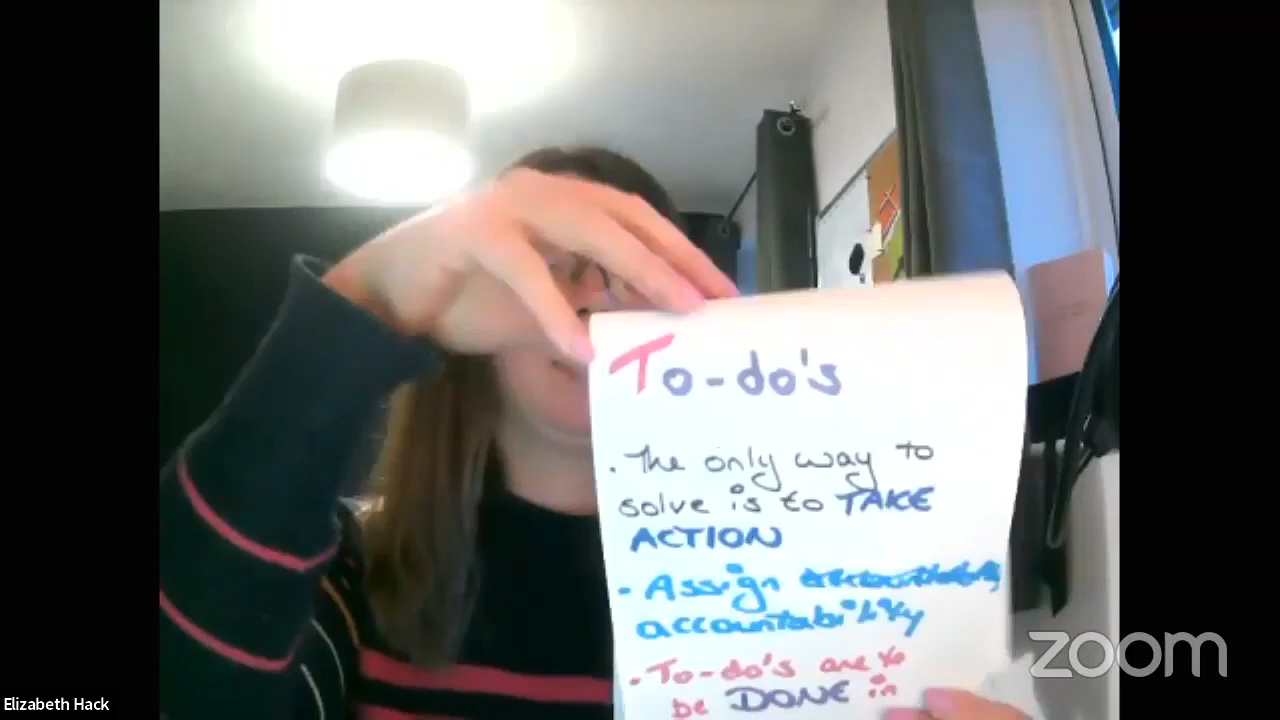 To-do's
. The only way to
solve is to TAKE
ACTION
- Assign
accountability
. To-do's are to
be DONE in
zoom
Elizabeth Hack